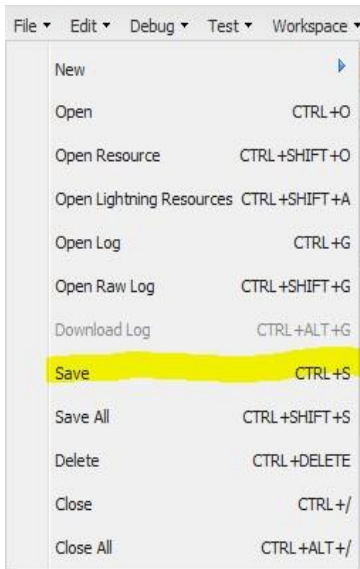 File Edit Debug Test Workspace
New
Open CTRL+O
Open Resource CTRL+SHIFT+O
Open Lightning Resources CTRL+SHIFT+A
Open Log CTRL+G
Open Raw Log CTRL+SHIFT+G
Download Log CTRL+ALT+G
Save CTRL+S
Save All CTRL+SHIFT+S
Delete CTRL+DELETE
Close CTRL+/
Close All CTRL+ALT+/